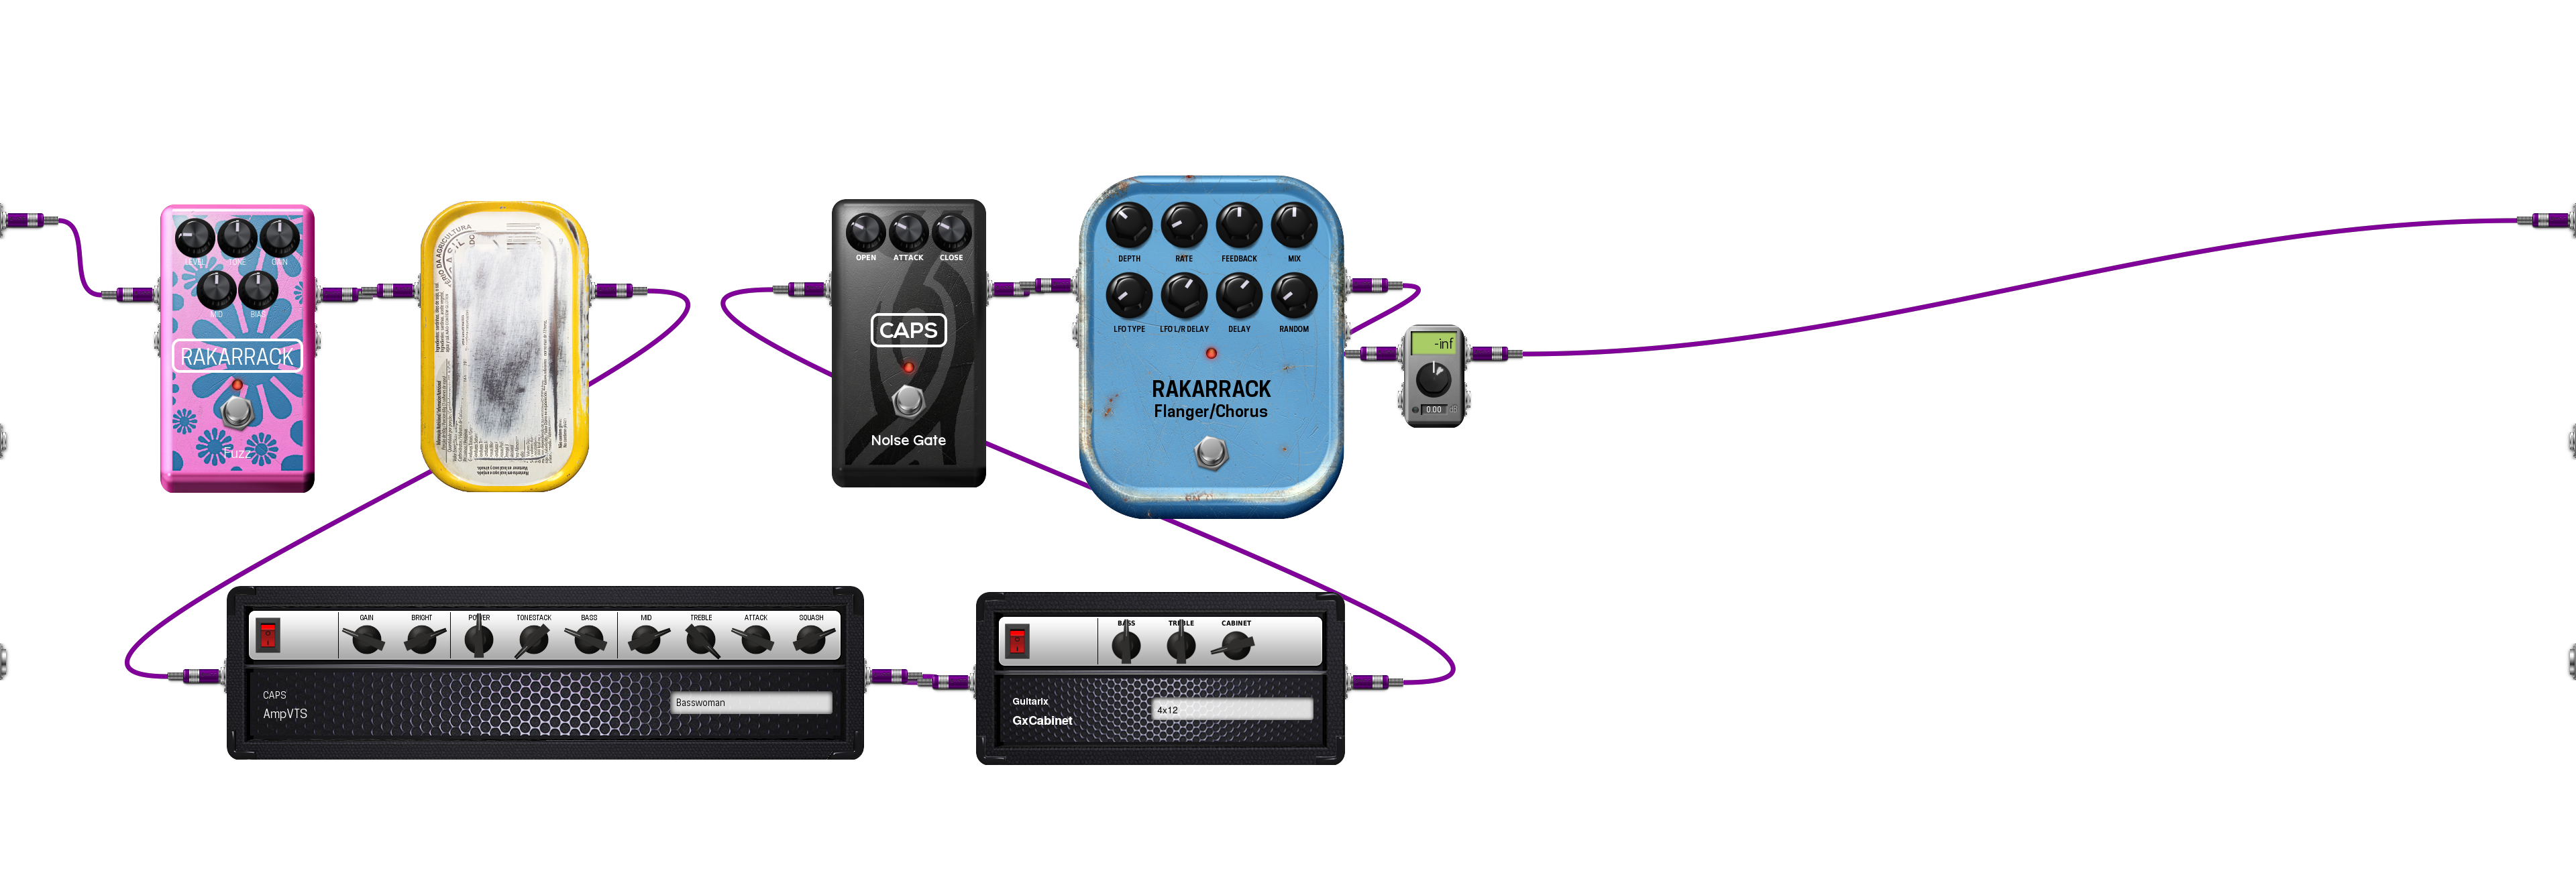 LEVEL TONE GAIN
MID BIAS
RAKARRACK
Fuzz
OPEN ATTACK CLOSE
CAPS
Noise Gate
DEPTH RATE FEEDBACK MIX
LFO TYPE LFO L/R DELAY DELAY RANDOM
RAKARRACK
Flanger/Chorus
-inf
0.00 dB
GAIN BRIGHT POWER TONESTACK BASS MID TREBLE ATTACK SQUASH
CAPS
AmpVTS
Basswoman
BASS TREBLE CABINET
Guitarix
GxCabinet
4x12